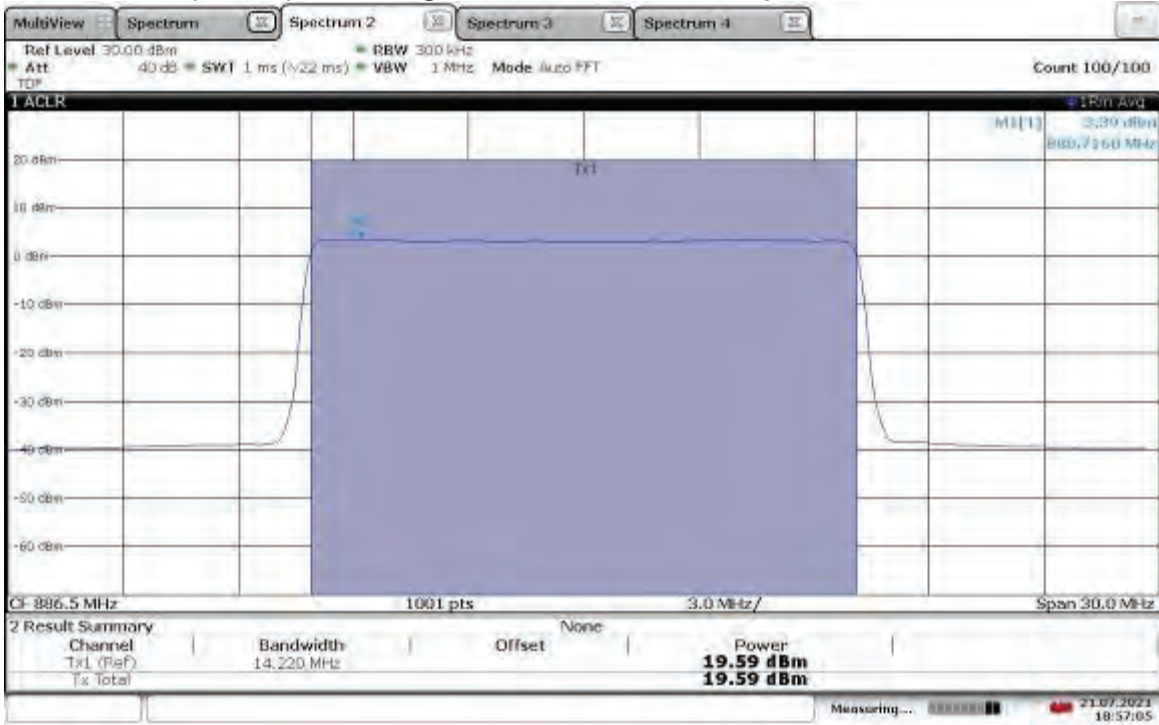 MultiView Spectrum Spectrum 2 Spectrum 3 Spectrum 4
Ref Level 30.00 dBm RBW 300 kHz
Att 40 dB SWT 1 ms (~22 ms) VBW 1 MHz Mode Auto FFT Count 100/100
TDF
1 ACLR 1Rm Avg
M1[1] 3.39 dBm
880.7160 MHz
20 dBm
Tx1
10 dBm
0 dBm
-10 dBm
-20 dBm
-30 dBm
-40 dBm
-50 dBm
-60 dBm
CF 886.5 MHz 1001 pts 3.0 MHz/ Span 30.0 MHz
2 Result Summary None
Channel Bandwidth Offset Power
Tx1 (Ref) 14.220 MHz 19.59 dBm
Tx Total 19.59 dBm
Measuring... 21.07.2021
18:57:05